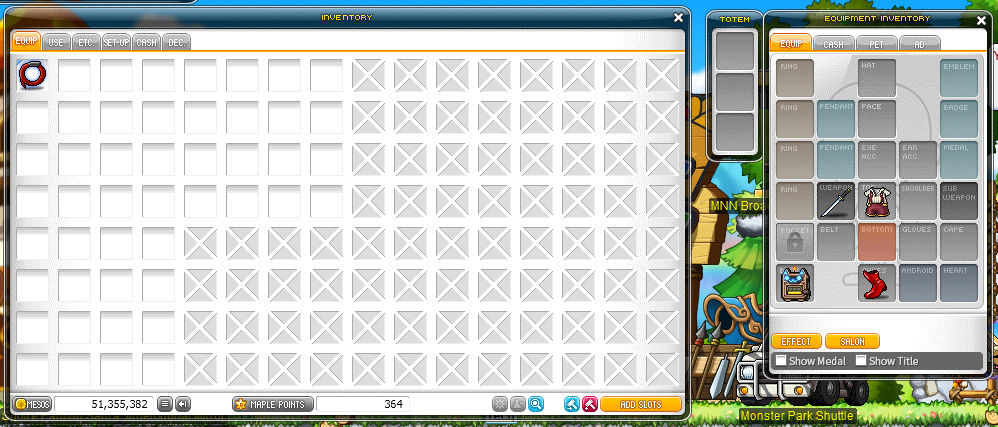 INVENTORY
EQUIP USE ETC. SET-UP CASH DEC.
MESOS 51,355,382 MAPLE POINTS 364 ADD SLOTS
TOTEM
MNN Broa
EQUIPMENT INVENTORY
EQUIP CASH PET AD
RING HAT EMBLEM
RING PENDANT FACE BADGE
RING PENDANT EYE ACC EAR ACC MEDAL
RING WEAPON SHOULDER SUB WEAPON
POCKET BELT BOTTOM GLOVES CAPE
ANDROID HEART
EFFECT SALON
Show Medal Show Title
Monster Park Shuttle